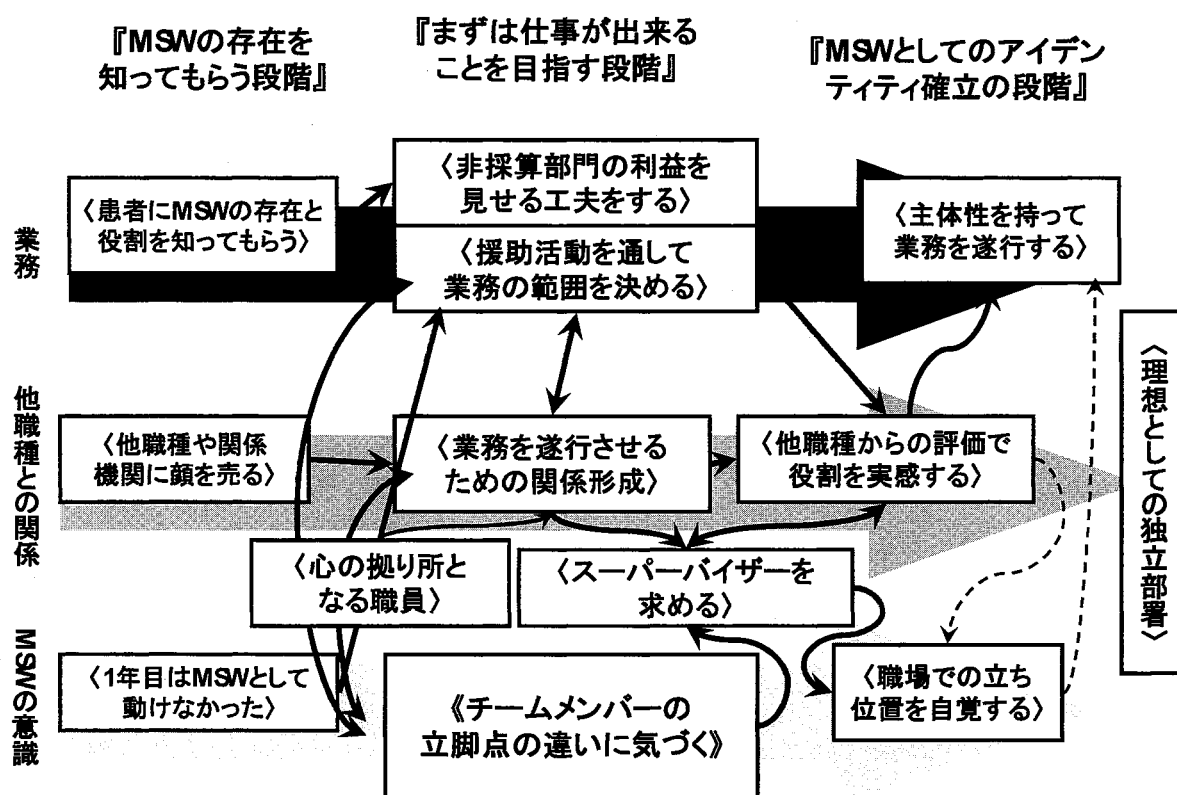 『MSWの存在を
知ってもらう段階』
『まずは仕事が出来る
ことを目指す段階』
『MSWとしてのアイデン
ティティ確立の段階』
業務
〈患者にMSWの存在と
役割を知ってもらう〉
〈非採算部門の利益を
見せる工夫をする〉
〈援助活動を通して
業務の範囲を決める〉
〈主体性を持って
業務を遂行する〉
他職種との関係
〈他職種や関係
機関に顔を売る〉
〈業務を遂行させる
ための関係形成〉
〈他職種からの評価で
役割を実感する〉
〈理想としての独立部署〉
〈心の拠り所と
なる職員〉
〈スーパーバイザーを
求める〉
MSWの意識
〈1年目はMSWとして
動けなかった〉
《チームメンバーの
立脚点の違いに気づく》
〈職場での立ち
位置を自覚する〉